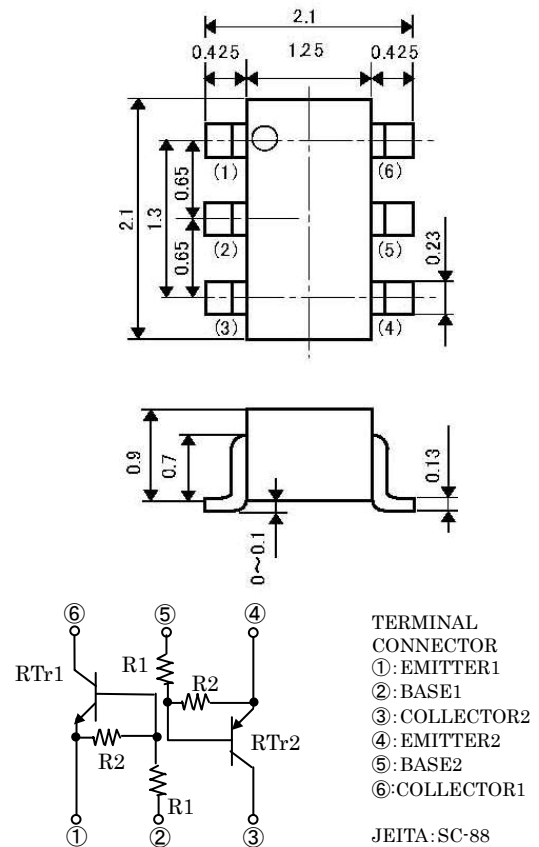 2.1
0.425 1.25 0.425
(1) (6)
2.1
1.3
0.65
0.65
(2) (5)
0.23
(3) (4)
0.9
0.7
0~0.1
0.13
⑥ ⑤ ④
RTr1 R1 R2
R2 R1 RTr2
① ② ③
TERMINAL
CONNECTOR
①:EMITTER1
②:BASE1
③:COLLECTOR2
④:EMITTER2
⑤:BASE2
⑥:COLLECTOR1
JEITA:SC-88